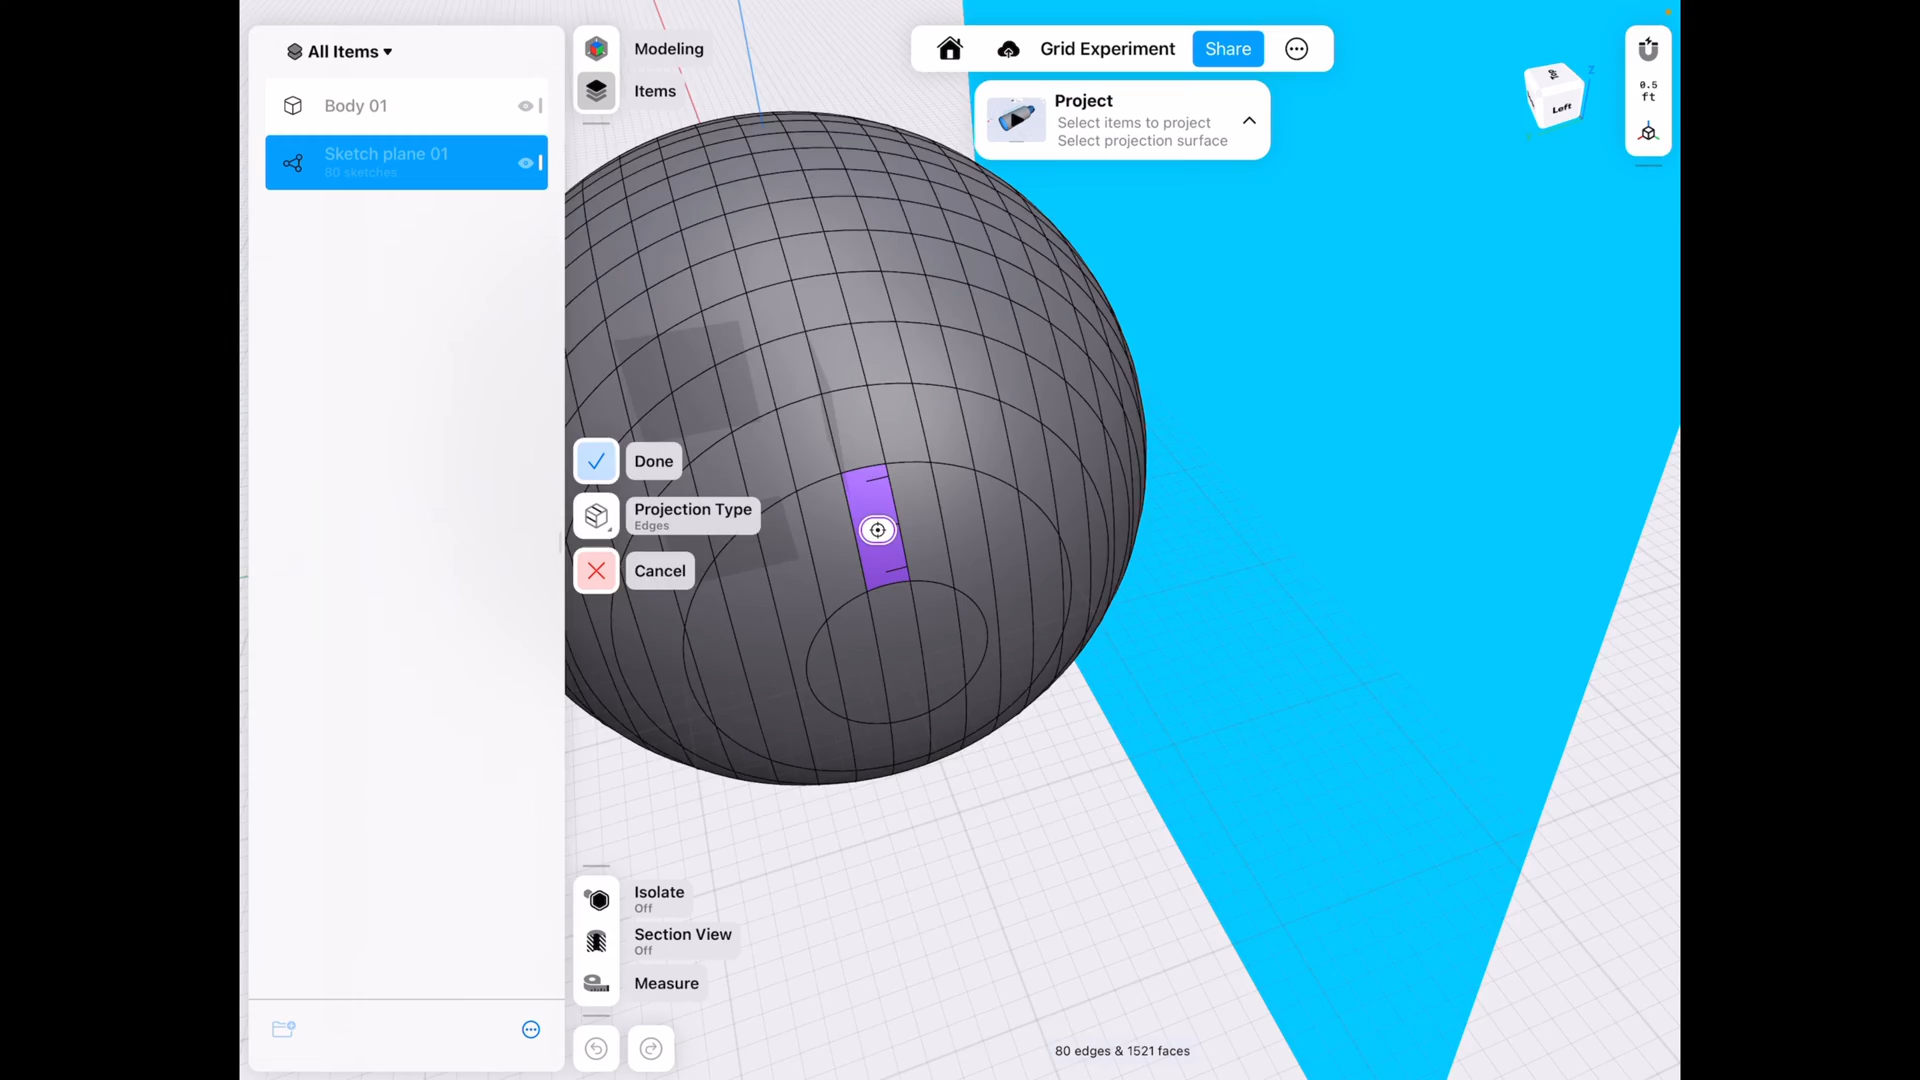 All Items
Body 01
Sketch plane 01
80 sketches
Modeling
Items
Grid Experiment
Share
Project
Select items to project
Select projection surface
Top
Left
Z
0.5
ft
Done
Projection Type
Edges
Cancel
Isolate
Off
Section View
Off
Measure
80 edges & 1521 faces